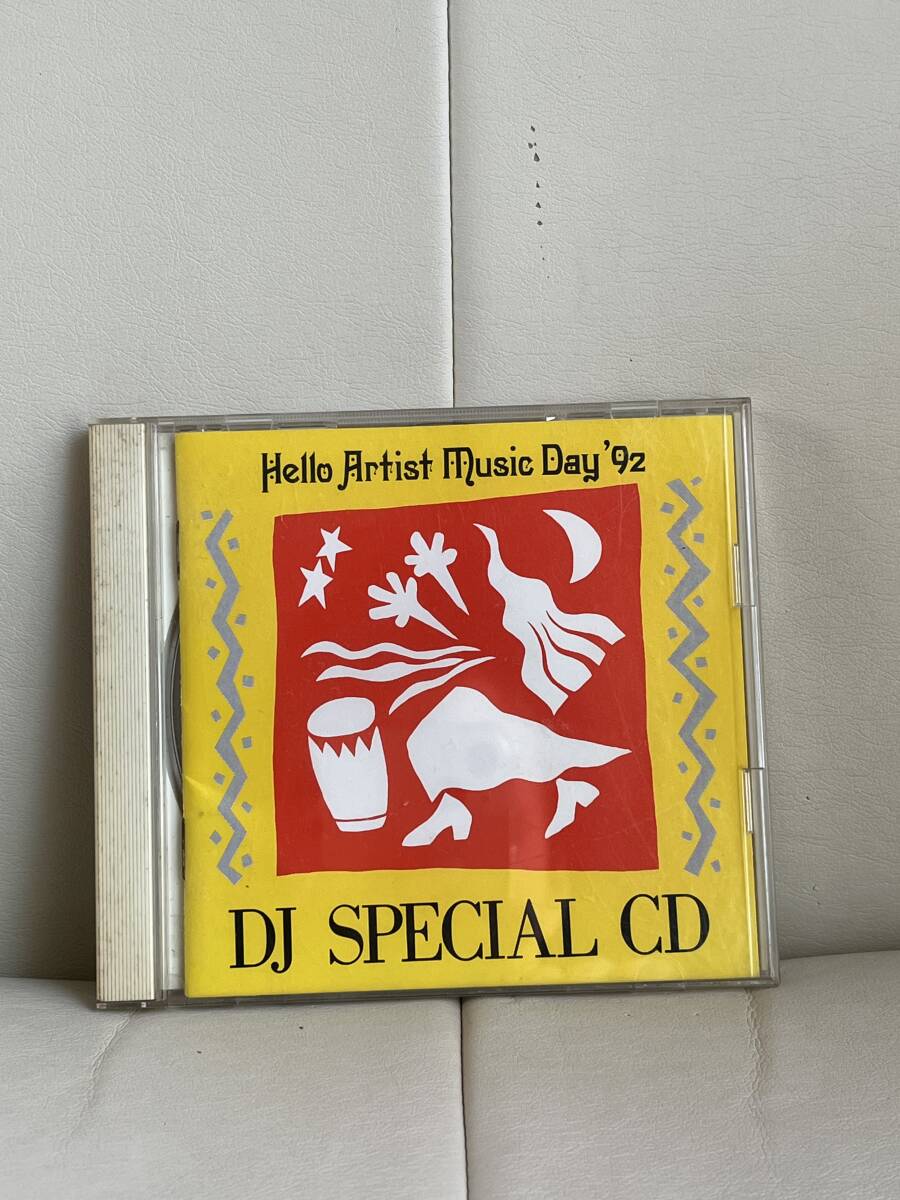 Hello Artist Music Day '92
DJ SPECIAL CD